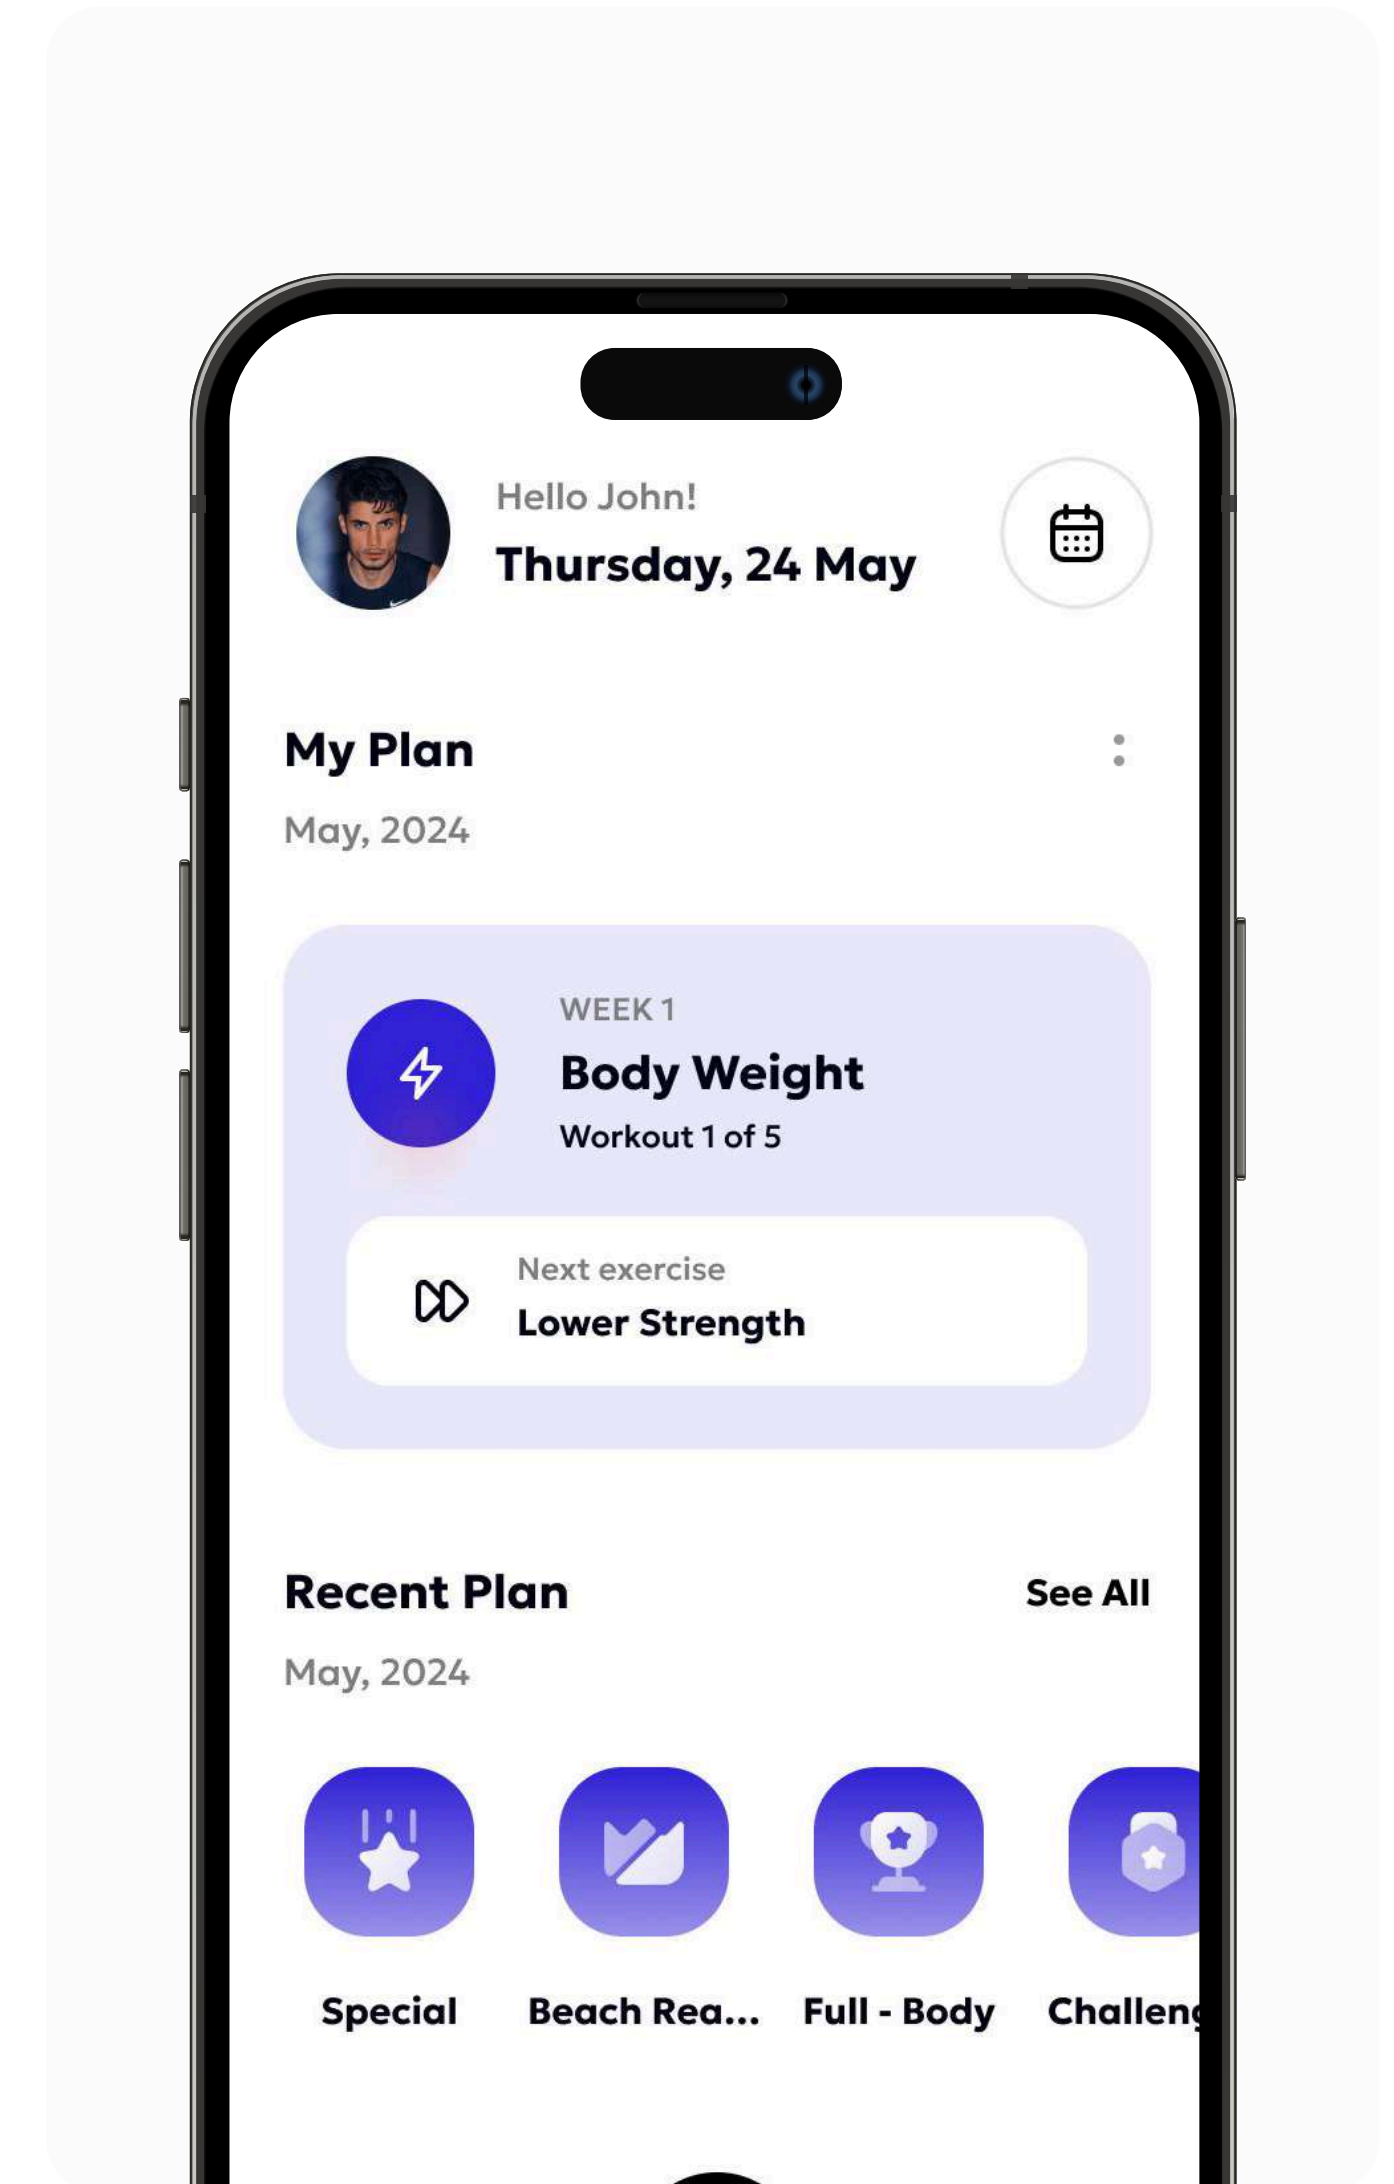 Hello John!
Thursday, 24 May
My Plan
May, 2024
WEEK 1
Body Weight
Workout 1 of 5
Next exercise
Lower Strength
Recent Plan
See All
May, 2024
Special
Beach Rea...
Full - Body
Challeng